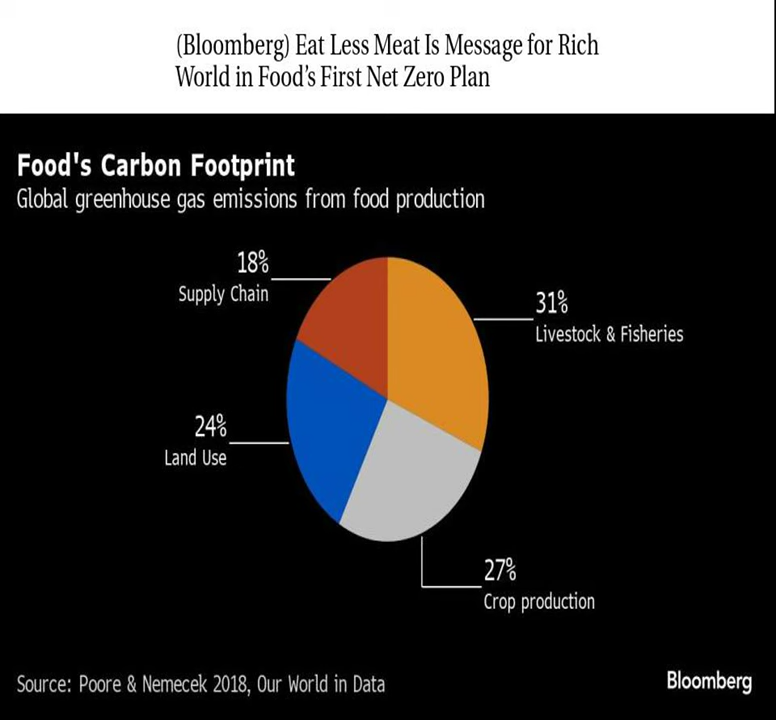 (Bloomberg) Eat Less Meat Is Message for Rich
World in Food's First Net Zero Plan
Food's Carbon Footprint
Global greenhouse gas emissions from food production
18%
Supply Chain
31%
Livestock & Fisheries
24%
Land Use
27%
Crop production
Source: Poore & Nemecek 2018, Our World in Data
Bloomberg